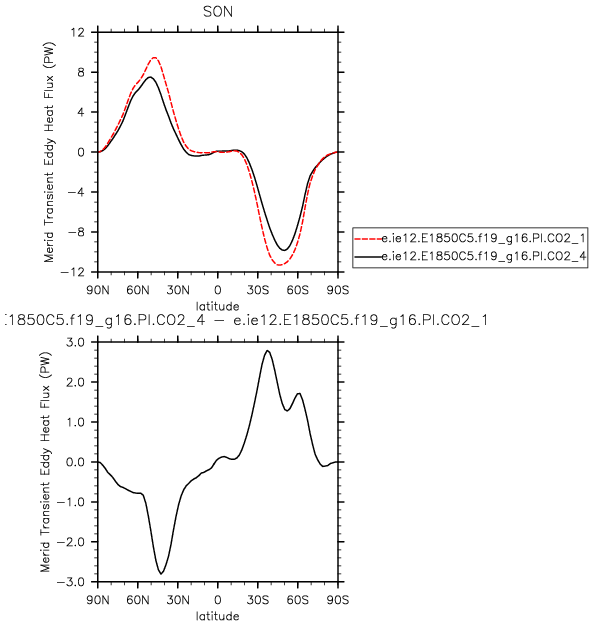 SON
12
8
4
0
−4
−8
−12
Merid Transient Eddy Heat Flux (PW)
90N 60N 30N 0 30S 60S 90S
latitude
e.ie12.E1850C5.f19_g16.PI.CO2_1
e.ie12.E1850C5.f19_g16.PI.CO2_4
:1850C5.f19_g16.PI.CO2_4 − e.ie12.E1850C5.f19_g16.PI.CO2_1
3.0
2.0
1.0
0.0
−1.0
−2.0
−3.0
Merid Transient Eddy Heat Flux (PW)
90N 60N 30N 0 30S 60S 90S
latitude